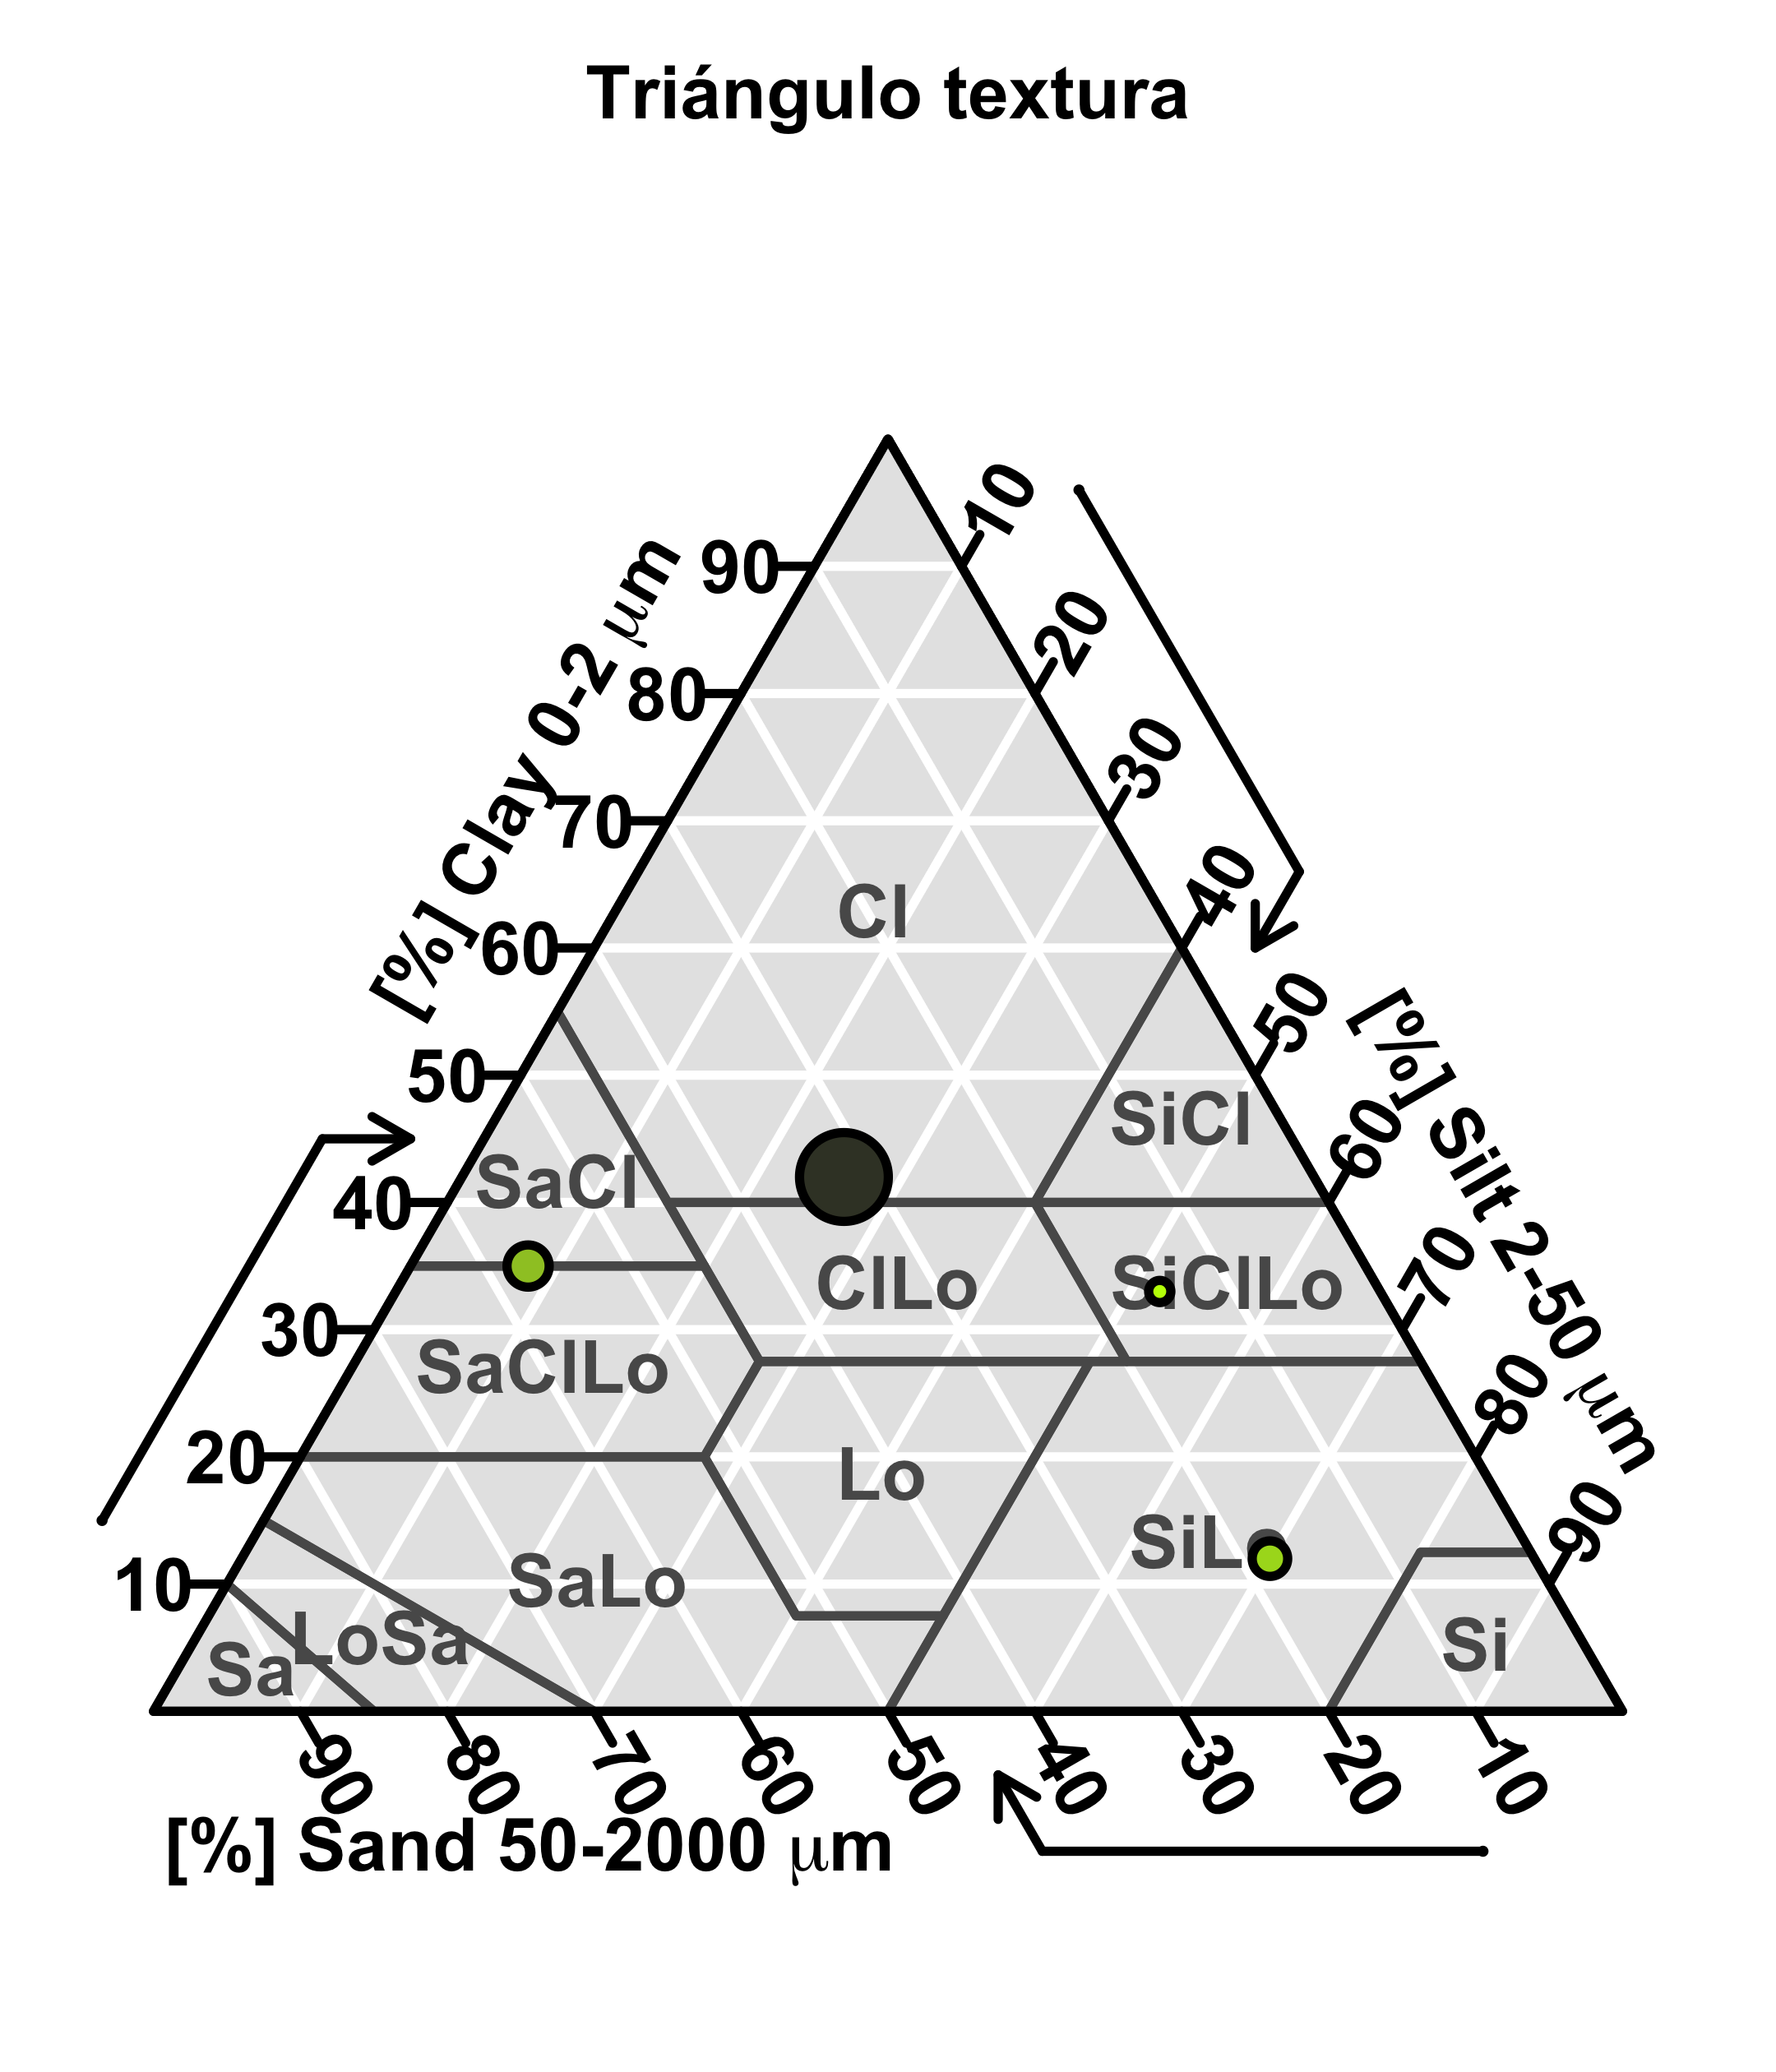 Triángulo textura
[%] Clay 0-2 μm
90
80
70
60
50
40
30
20
10
10
20
30
40
50
60
70
80
90
[%] Silt 2-50 μm
Cl
SiCl
SaCl
ClLo
SiClLo
SaClLo
Lo
SiLo
SaLo
LoSa
Sa
Si
90
80
70
60
50
40
30
20
10
[%] Sand 50-2000 μm